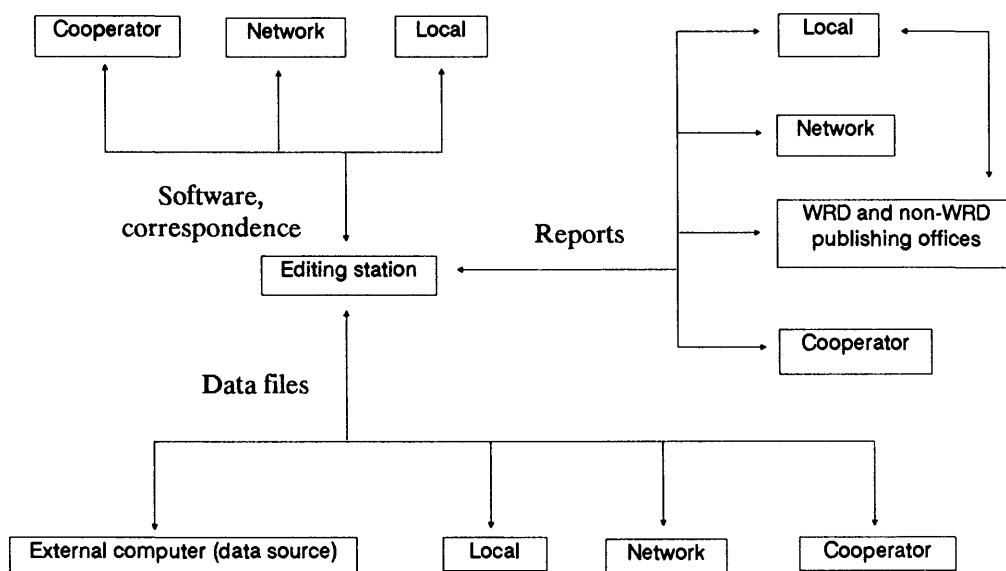 Cooperator
Network
Local
Software,
correspondence
Editing station
Reports
Local
Network
WRD and non-WRD
publishing offices
Cooperator
Data files
External computer (data source)
Local
Network
Cooperator